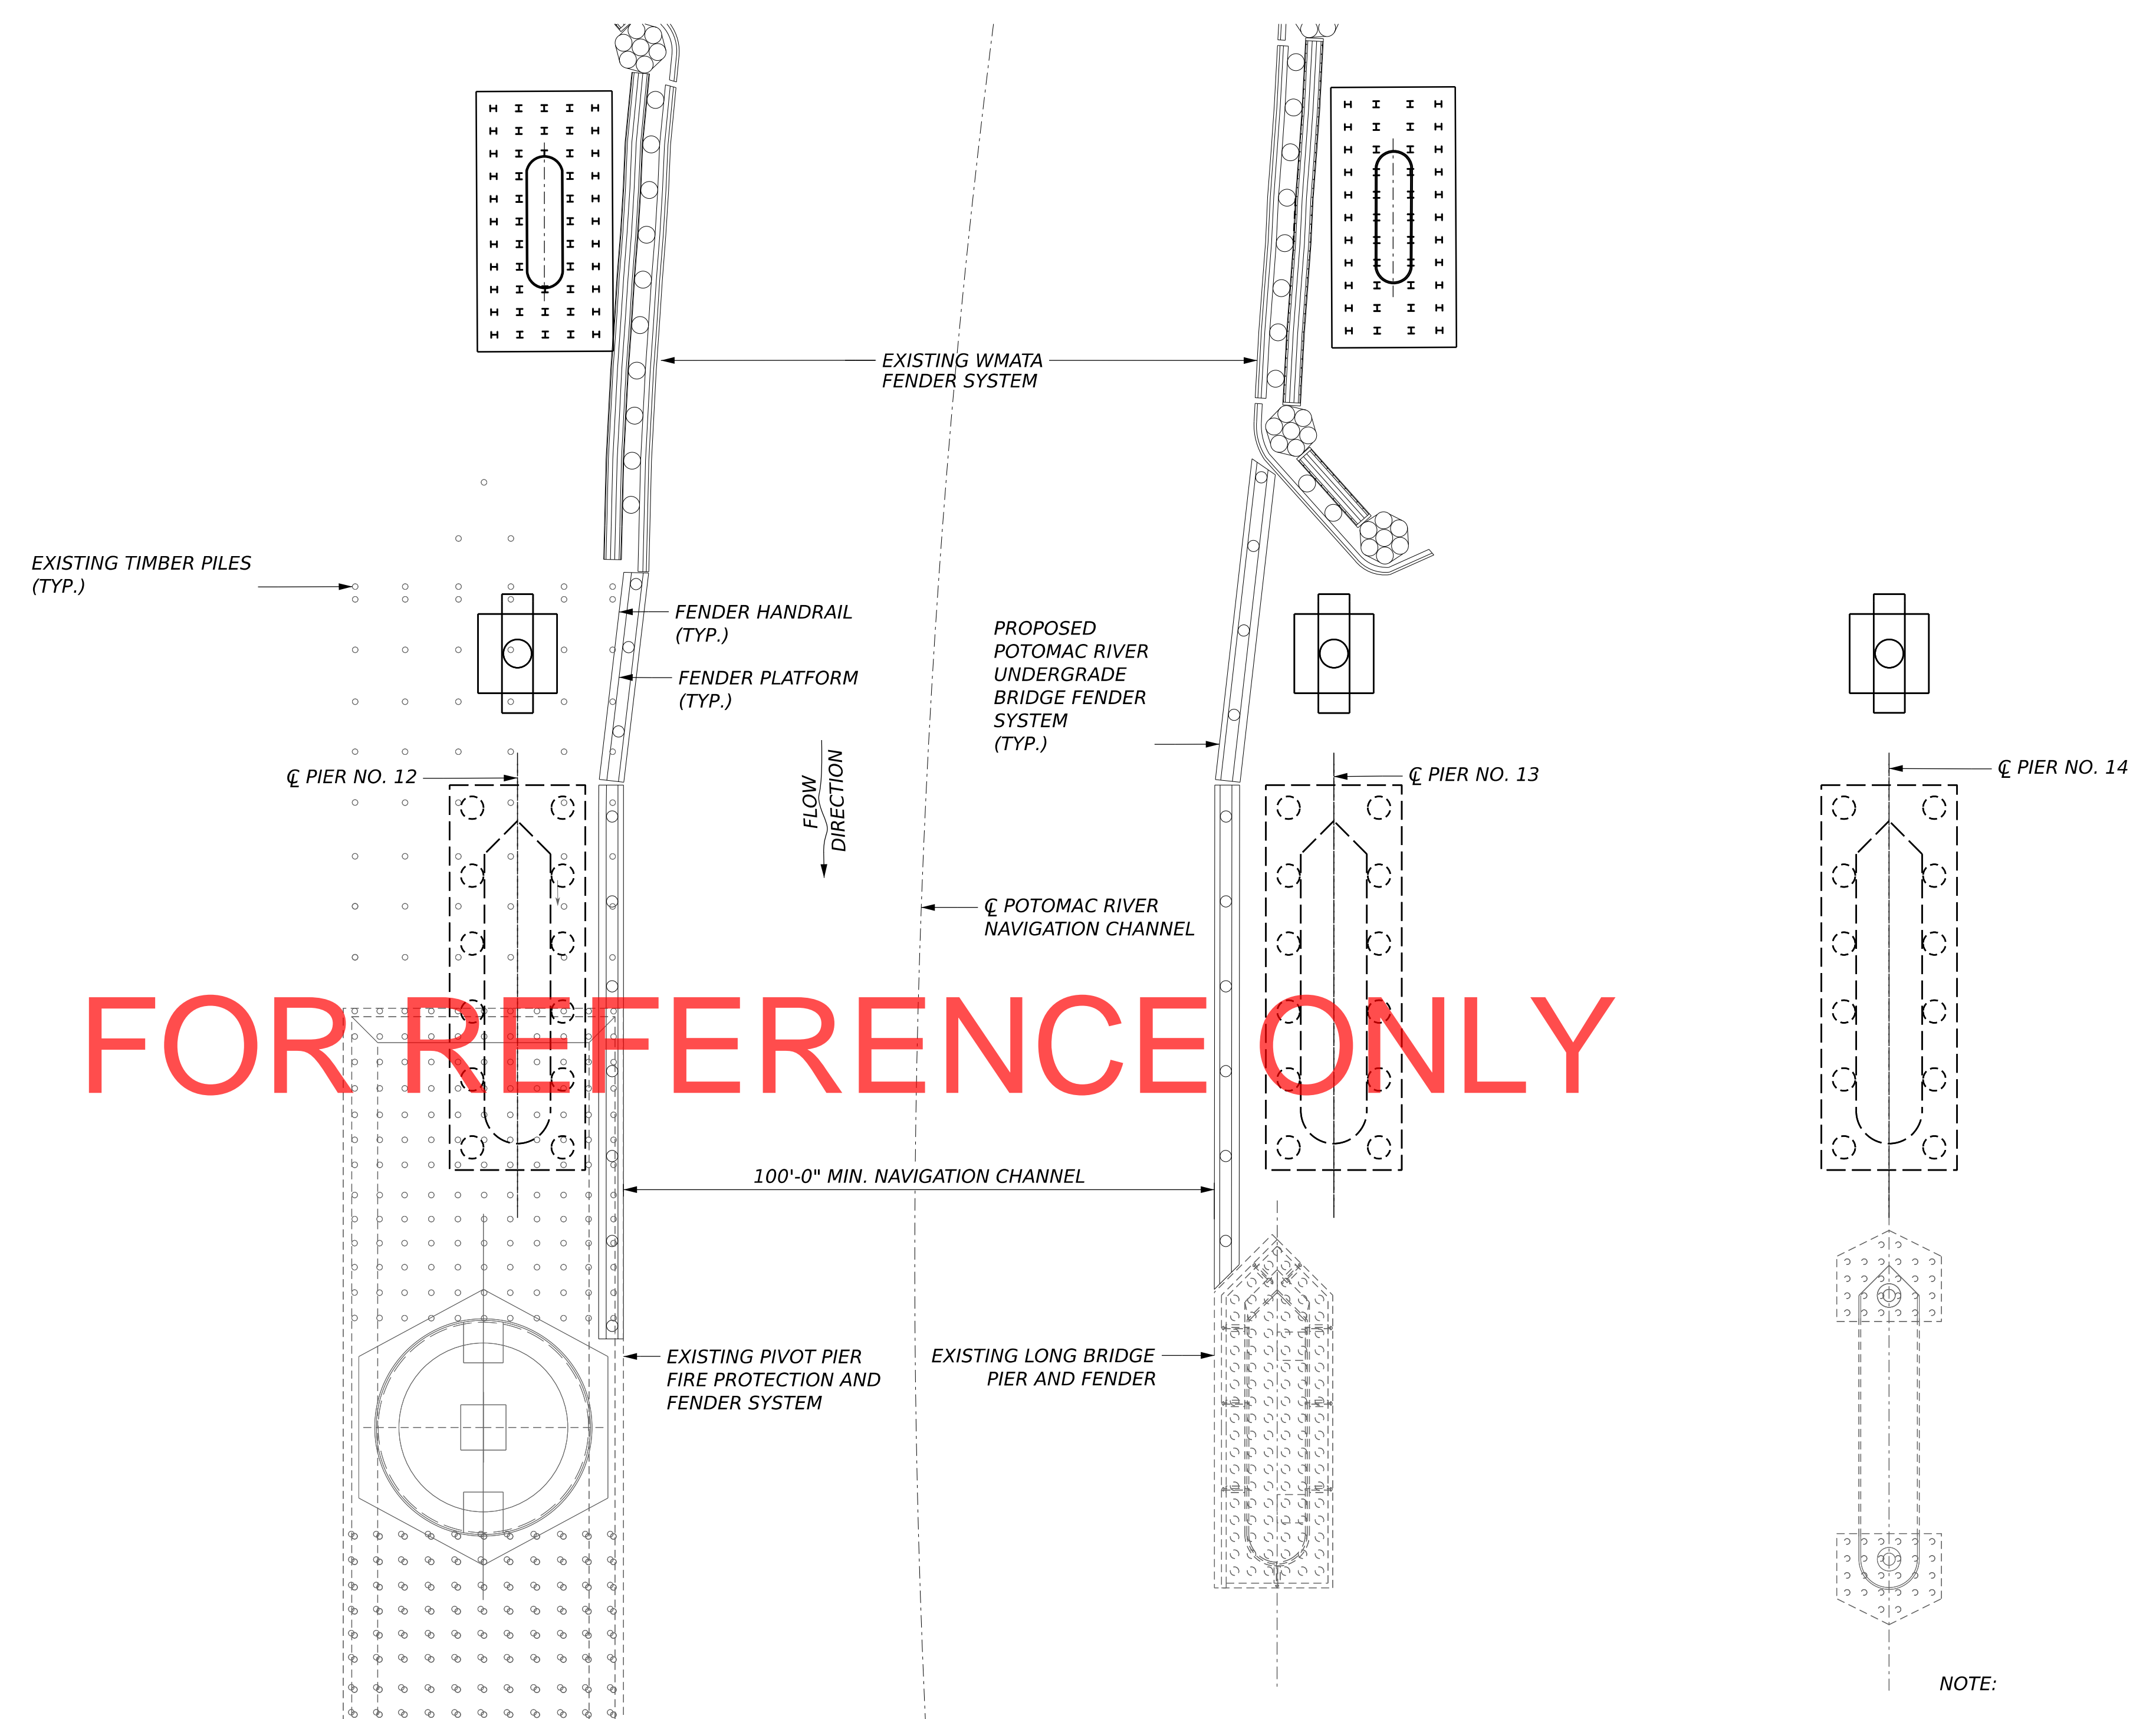 EXISTING WMATA
FENDER SYSTEM
EXISTING TIMBER PILES
(TYP.)
FENDER HANDRAIL
(TYP.)
FENDER PLATFORM
(TYP.)
PROPOSED
POTOMAC RIVER
UNDERGRADE
BRIDGE FENDER
SYSTEM
(TYP.)
℄ PIER NO. 12
FLOW
DIRECTION
℄ PIER NO. 13
℄ PIER NO. 14
℄ POTOMAC RIVER
NAVIGATION CHANNEL
FOR REFERENCE ONLY
100'-0" MIN. NAVIGATION CHANNEL
EXISTING PIVOT PIER
FIRE PROTECTION AND
FENDER SYSTEM
EXISTING LONG BRIDGE
PIER AND FENDER
NOTE: